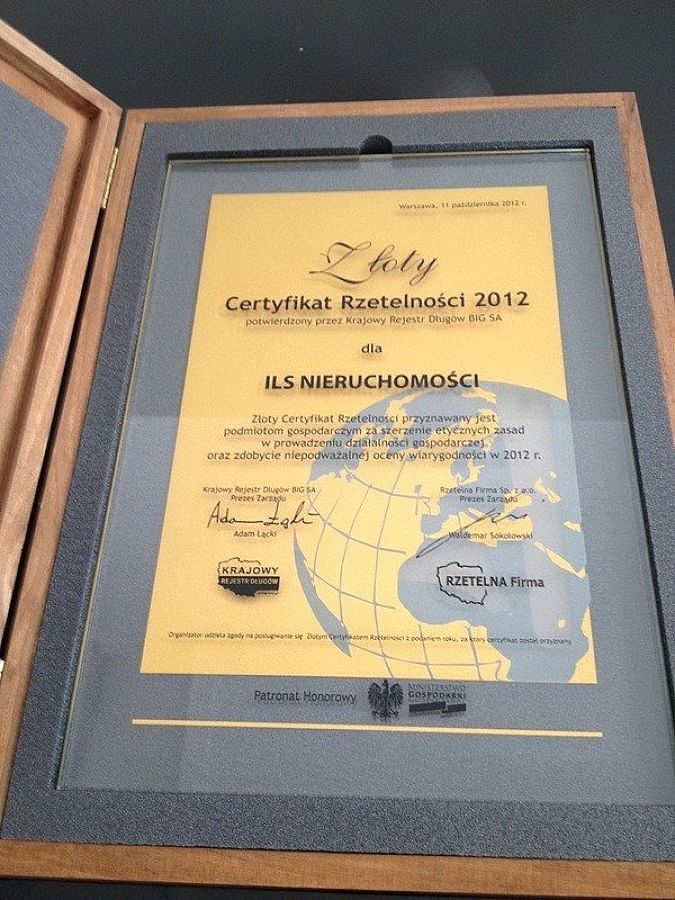 Warszawa, 11 października 2012 r.
Złoty
Certyfikat Rzetelności 2012
potwierdzony przez Krajowy Rejestr Długów BIG SA
dla
ILS NIERUCHOMOŚCI
Złoty Certyfikat Rzetelności przyznawany jest
podmiotom gospodarczym za szerzenie etycznych zasad
w prowadzeniu działalności gospodarczej
oraz zdobycie niepodważalnej oceny wiarygodności w 2012 r.
Krajowy Rejestr Długów BIG SA
Prezes Zarządu
Adam Łącki
Adam Łącki
Rzetelna Firma Sp. z o.o.
Prezes Zarządu
Waldemar Sokołowski
KRAJOWY
REJESTR DŁUGÓW
RZETELNA Firma
Organizator udziela zgody na posługiwanie się Złotym Certyfikatem Rzetelności z podaniem roku, za który certyfikat został przyznany
Patronat Honorowy
MINISTERSTWO
GOSPODARKI